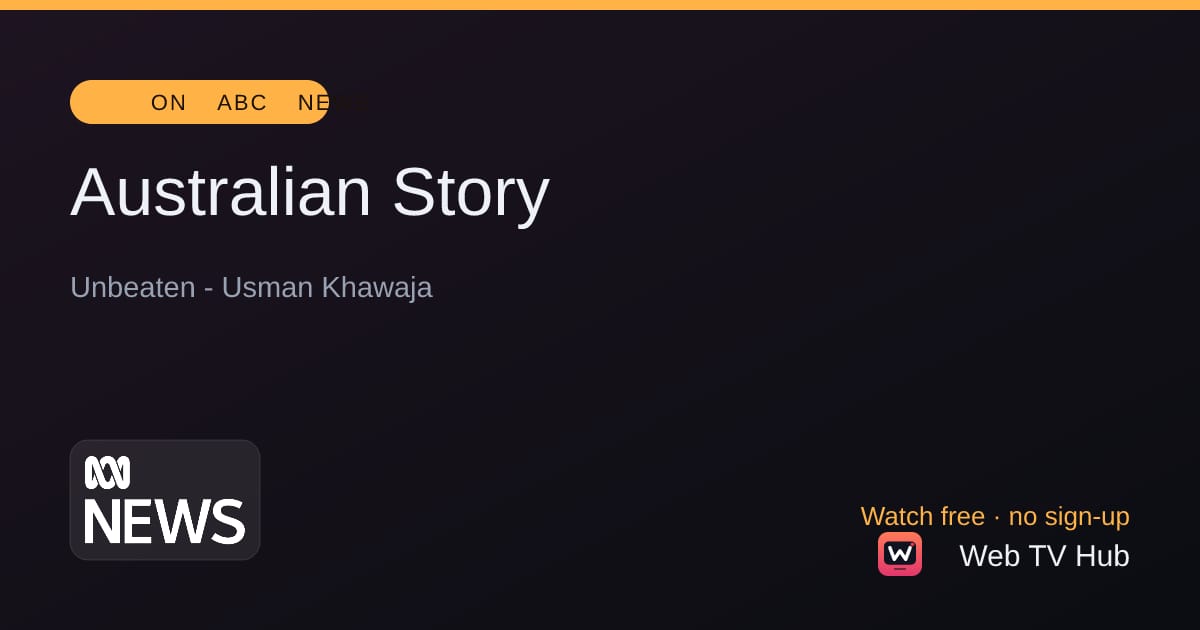 ON ABC NE
Australian Story
Unbeaten - Usman Khawaja
NEWS
Watch free · no sign-up
W
Web TV Hub